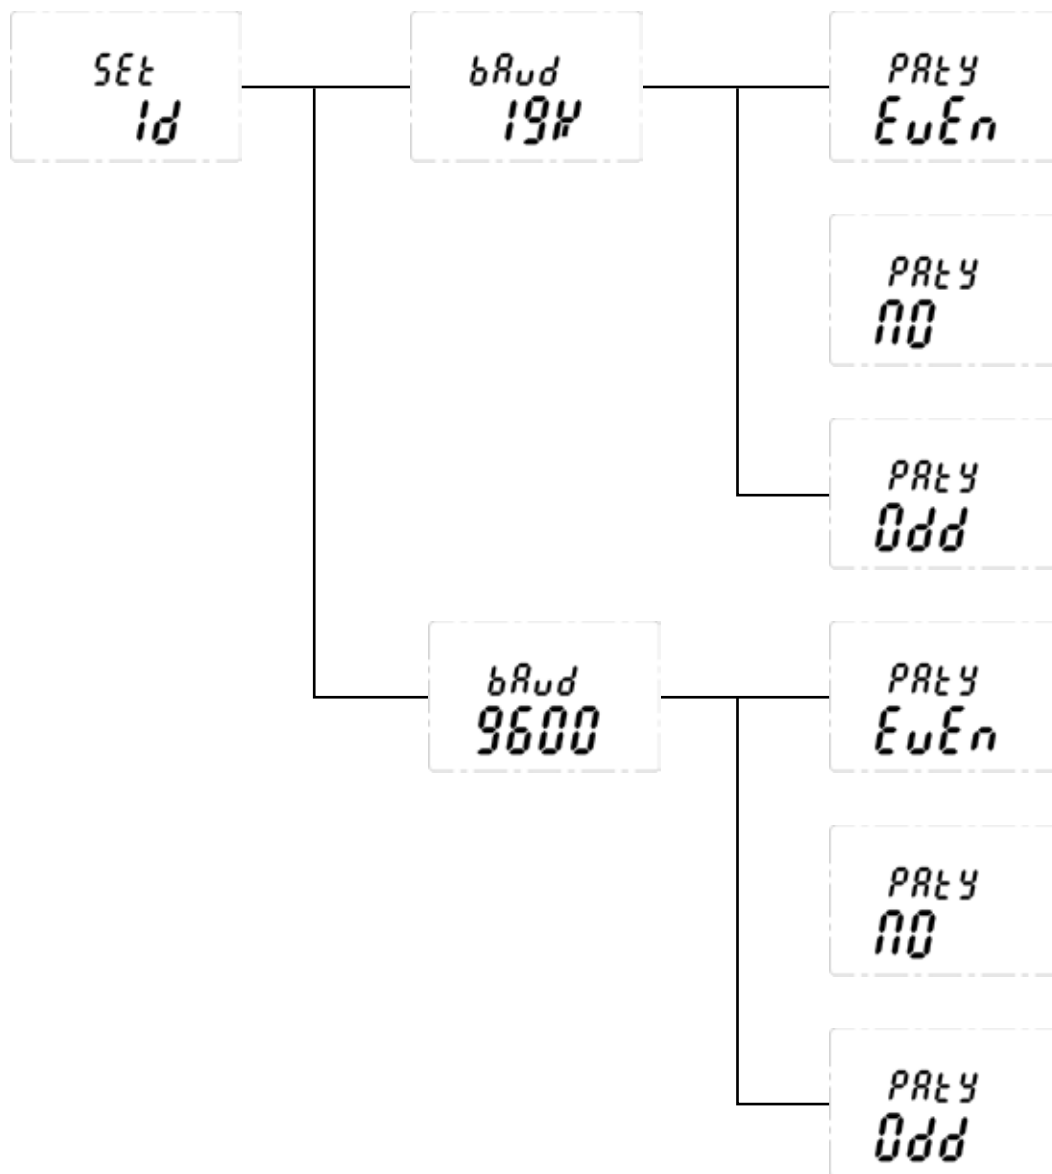 SEt
Id
bAud
19K
PAtY
EvEn
PAtY
NO
PAtY
Odd
bAud
9600
PAtY
EvEn
PAtY
NO
PAtY
Odd